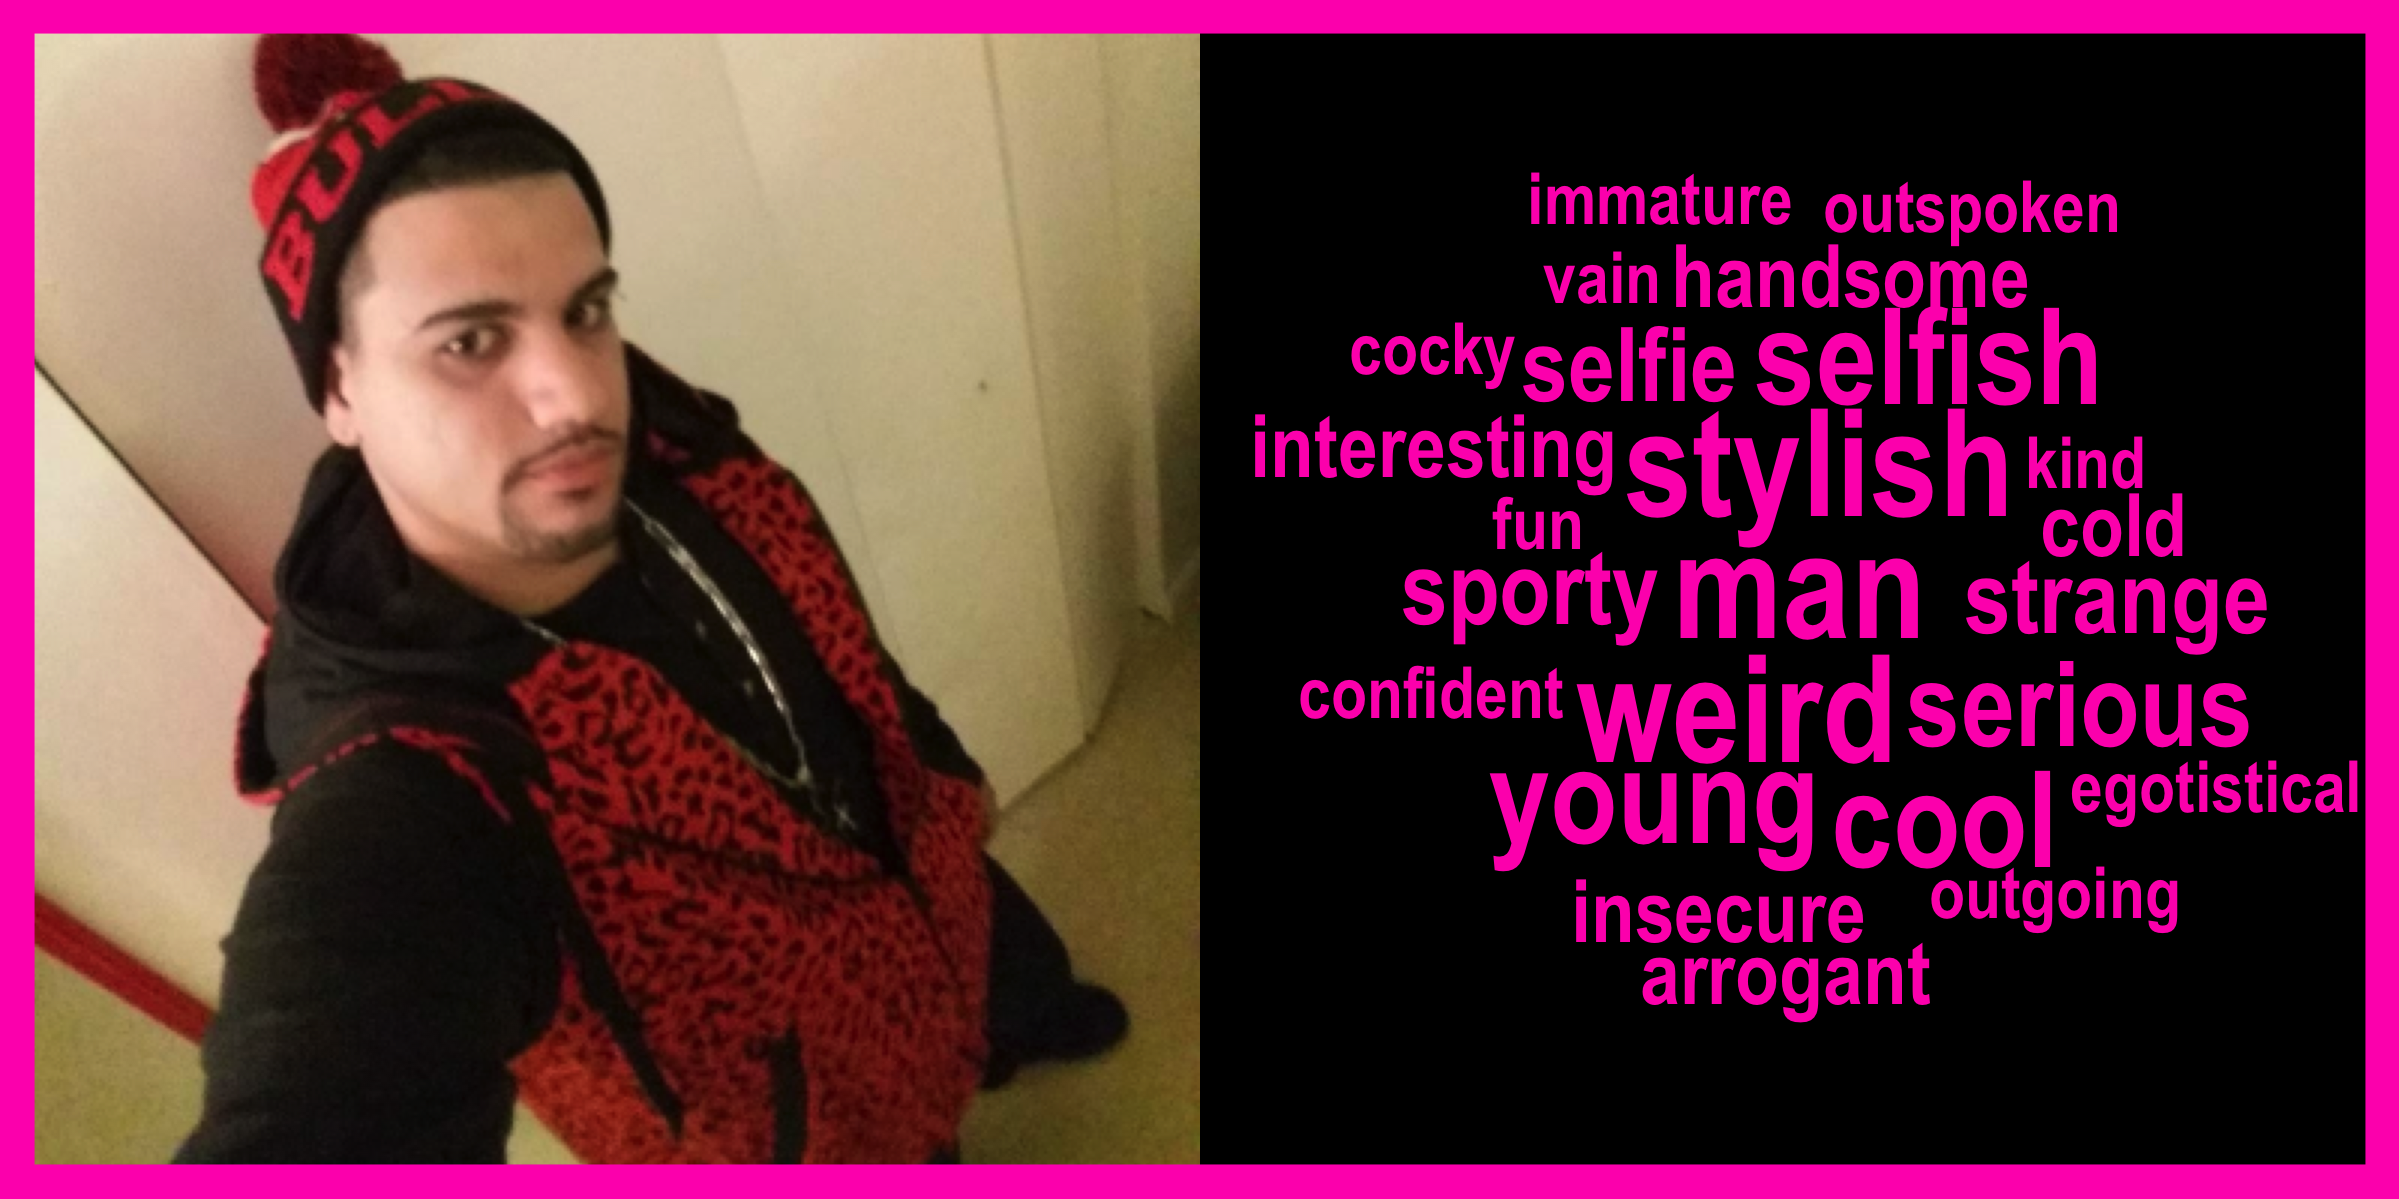 BULL
immature outspoken
vain handsome
cocky selfie selfish
interesting stylish kind
fun cold
sporty man strange
confident weird serious
young cool egotistical
insecure outgoing
arrogant